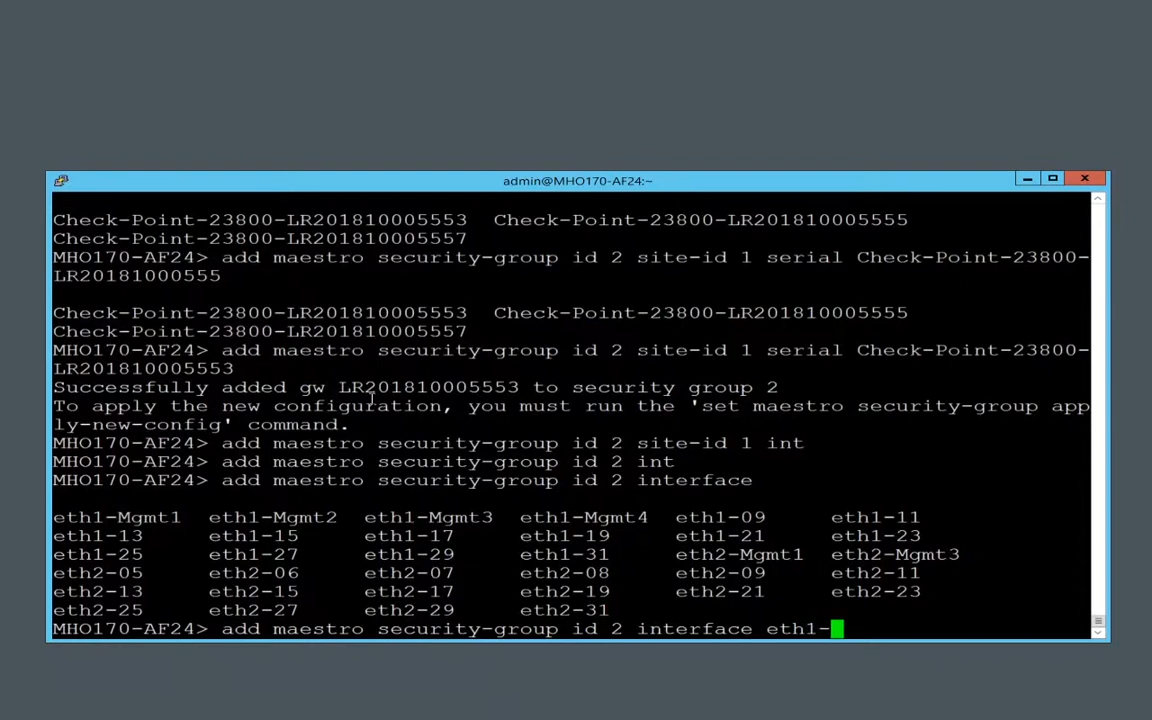 admin@MHO170-AF24:~
Check-Point-23800-LR201810005553  Check-Point-23800-LR201810005555
Check-Point-23800-LR201810005557
MHO170-AF24> add maestro security-group id 2 site-id 1 serial Check-Point-23800-
LR20181000555
Check-Point-23800-LR201810005553  Check-Point-23800-LR201810005555
Check-Point-23800-LR201810005557
MHO170-AF24> add maestro security-group id 2 site-id 1 serial Check-Point-23800-
LR201810005553
Successfully added gw LR201810005553 to security group 2
To apply the new configuration, you must run the 'set maestro security-group app
ly-new-config' command.
MHO170-AF24> add maestro security-group id 2 site-id 1 int
MHO170-AF24> add maestro security-group id 2 int
MHO170-AF24> add maestro security-group id 2 interface
eth1-Mgmt1  eth1-Mgmt2  eth1-Mgmt3  eth1-Mgmt4  eth1-09  eth1-11
eth1-13  eth1-15  eth1-17  eth1-19  eth1-21  eth1-23
eth1-25  eth1-27  eth1-29  eth1-31  eth2-Mgmt1  eth2-Mgmt3
eth2-05  eth2-06  eth2-07  eth2-08  eth2-09  eth2-11
eth2-13  eth2-15  eth2-17  eth2-19  eth2-21  eth2-23
eth2-25  eth2-27  eth2-29  eth2-31
MHO170-AF24> add maestro security-group id 2 interface eth1-